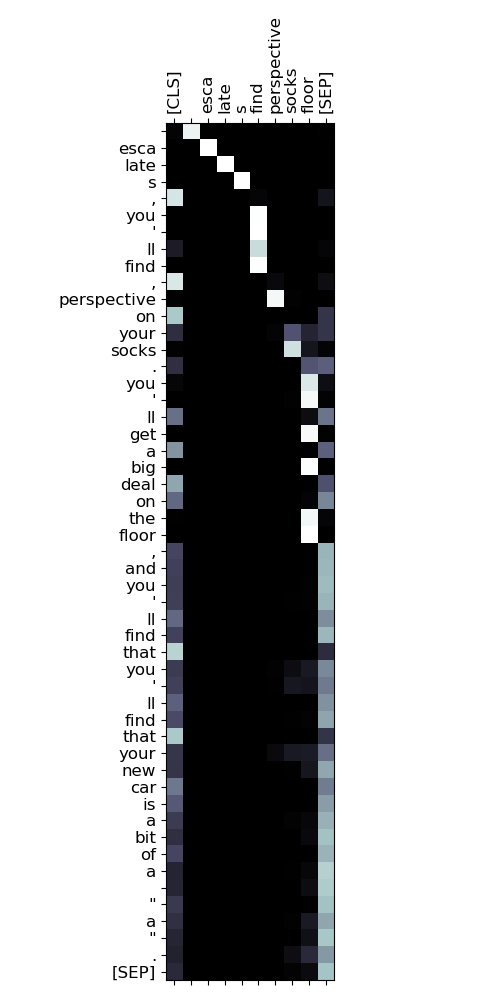 [CLS]
esca
late
s
find
perspective
socks
floor
[SEP]
esca
late
s
,
you
'
ll
find
,
perspective
on
your
socks
.
you
'
ll
get
a
big
deal
on
the
floor
,
and
you
'
ll
find
that
you
'
ll
find
that
your
new
car
is
a
bit
of
a
"
a
"
.
[SEP]